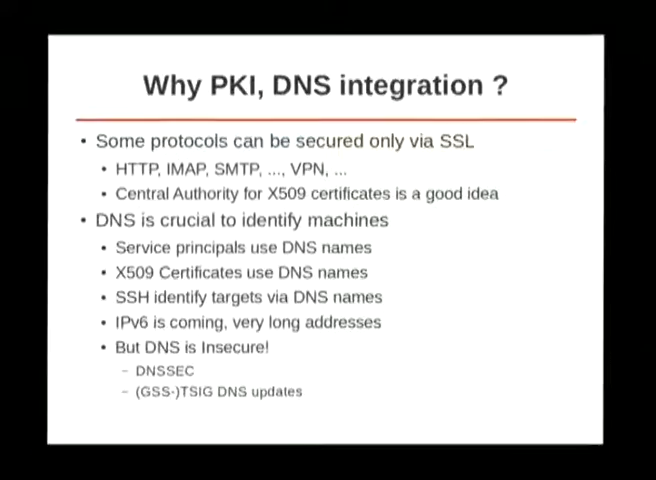 Why PKI, DNS integration ?
• Some protocols can be secured only via SSL
• HTTP, IMAP, SMTP, ..., VPN, ...
• Central Authority for X509 certificates is a good idea
• DNS is crucial to identify machines
• Service principals use DNS names
• X509 Certificates use DNS names
• SSH identify targets via DNS names
• IPv6 is coming, very long addresses
• But DNS is Insecure!
– DNSSEC
– (GSS-)TSIG DNS updates